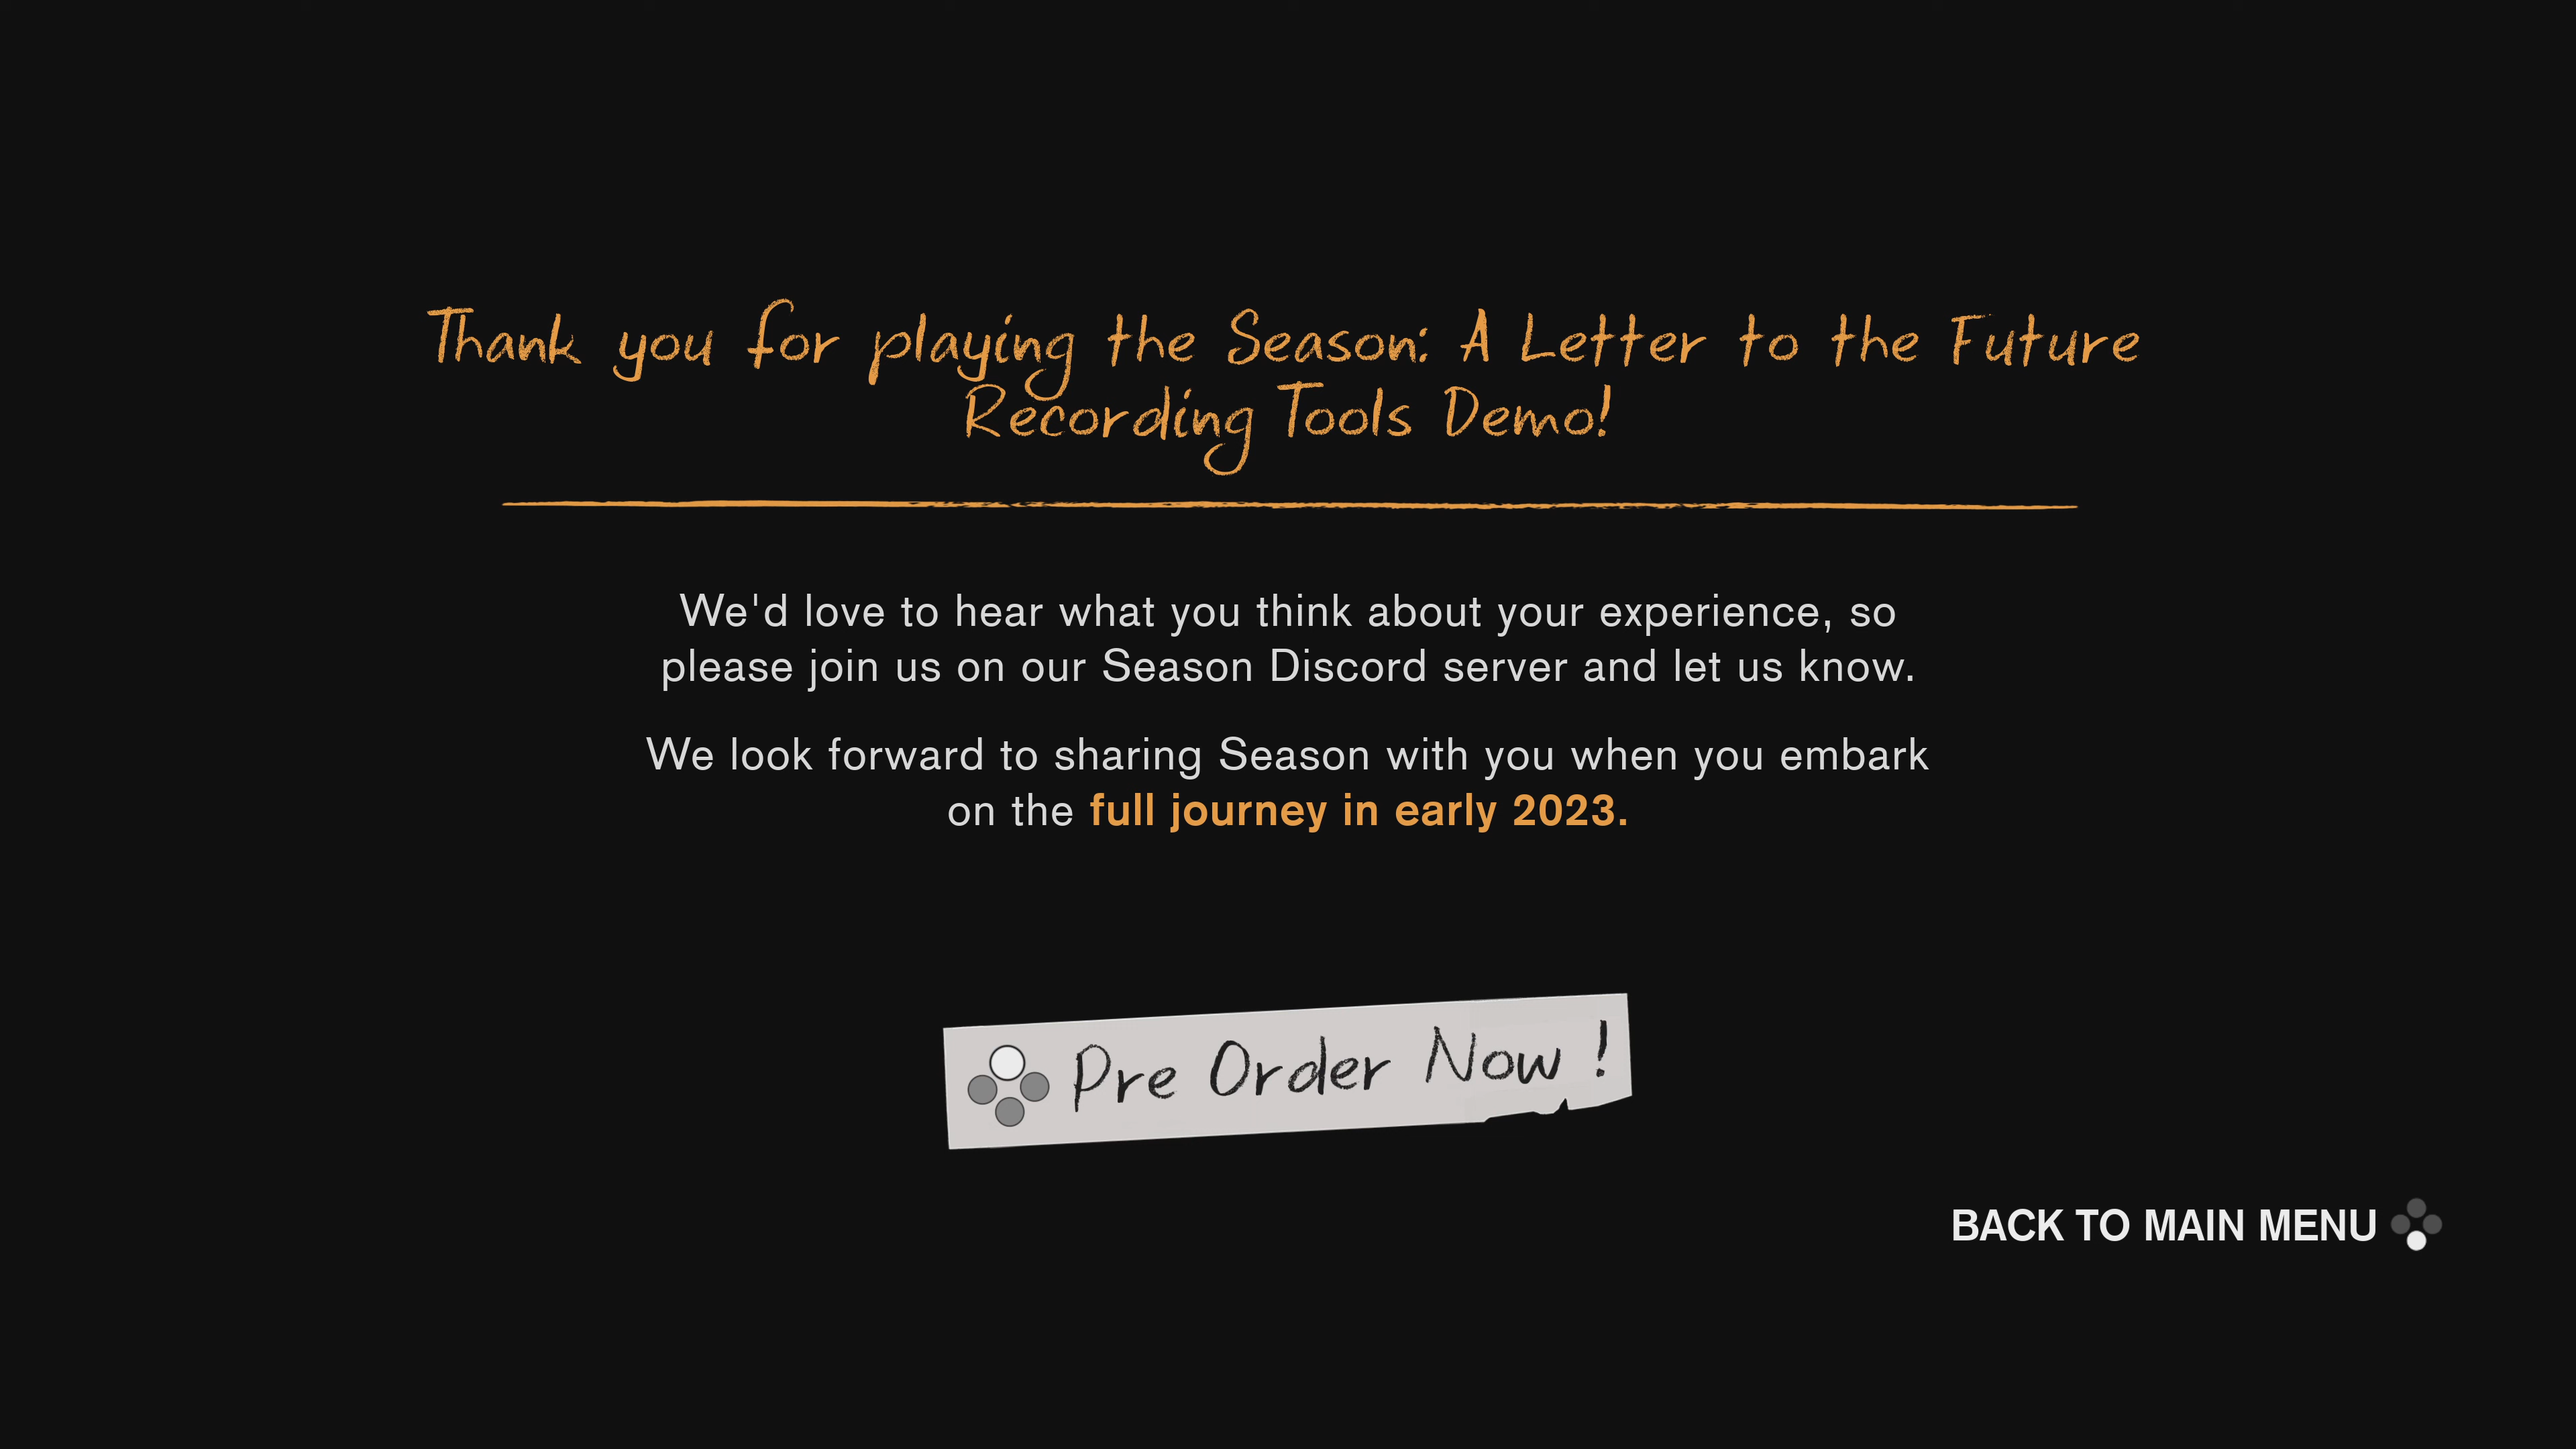 Thank you for playing the Season: A Letter to the Future
Recording Tools Demo!
We'd love to hear what you think about your experience, so
please join us on our Season Discord server and let us know.
We look forward to sharing Season with you when you embark
on the full journey in early 2023.
Pre Order Now !
BACK TO MAIN MENU